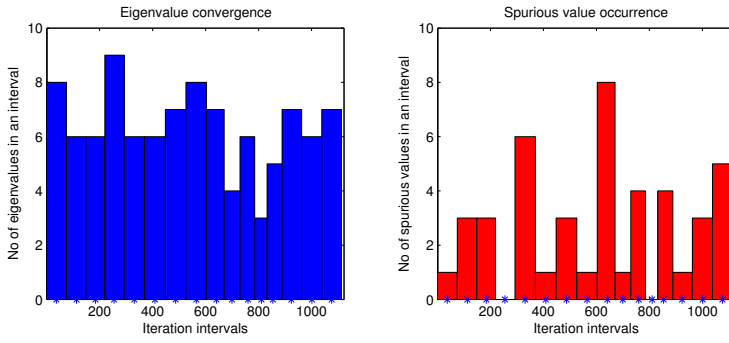 Eigenvalue convergence
No of eigenvalues in an interval
10
8
6
4
2
0
200 400 600 800 1000
Iteration intervals
Spurious value occurrence
No of spurious values in an interval
10
8
6
4
2
0
200 400 600 800 1000
Iteration intervals